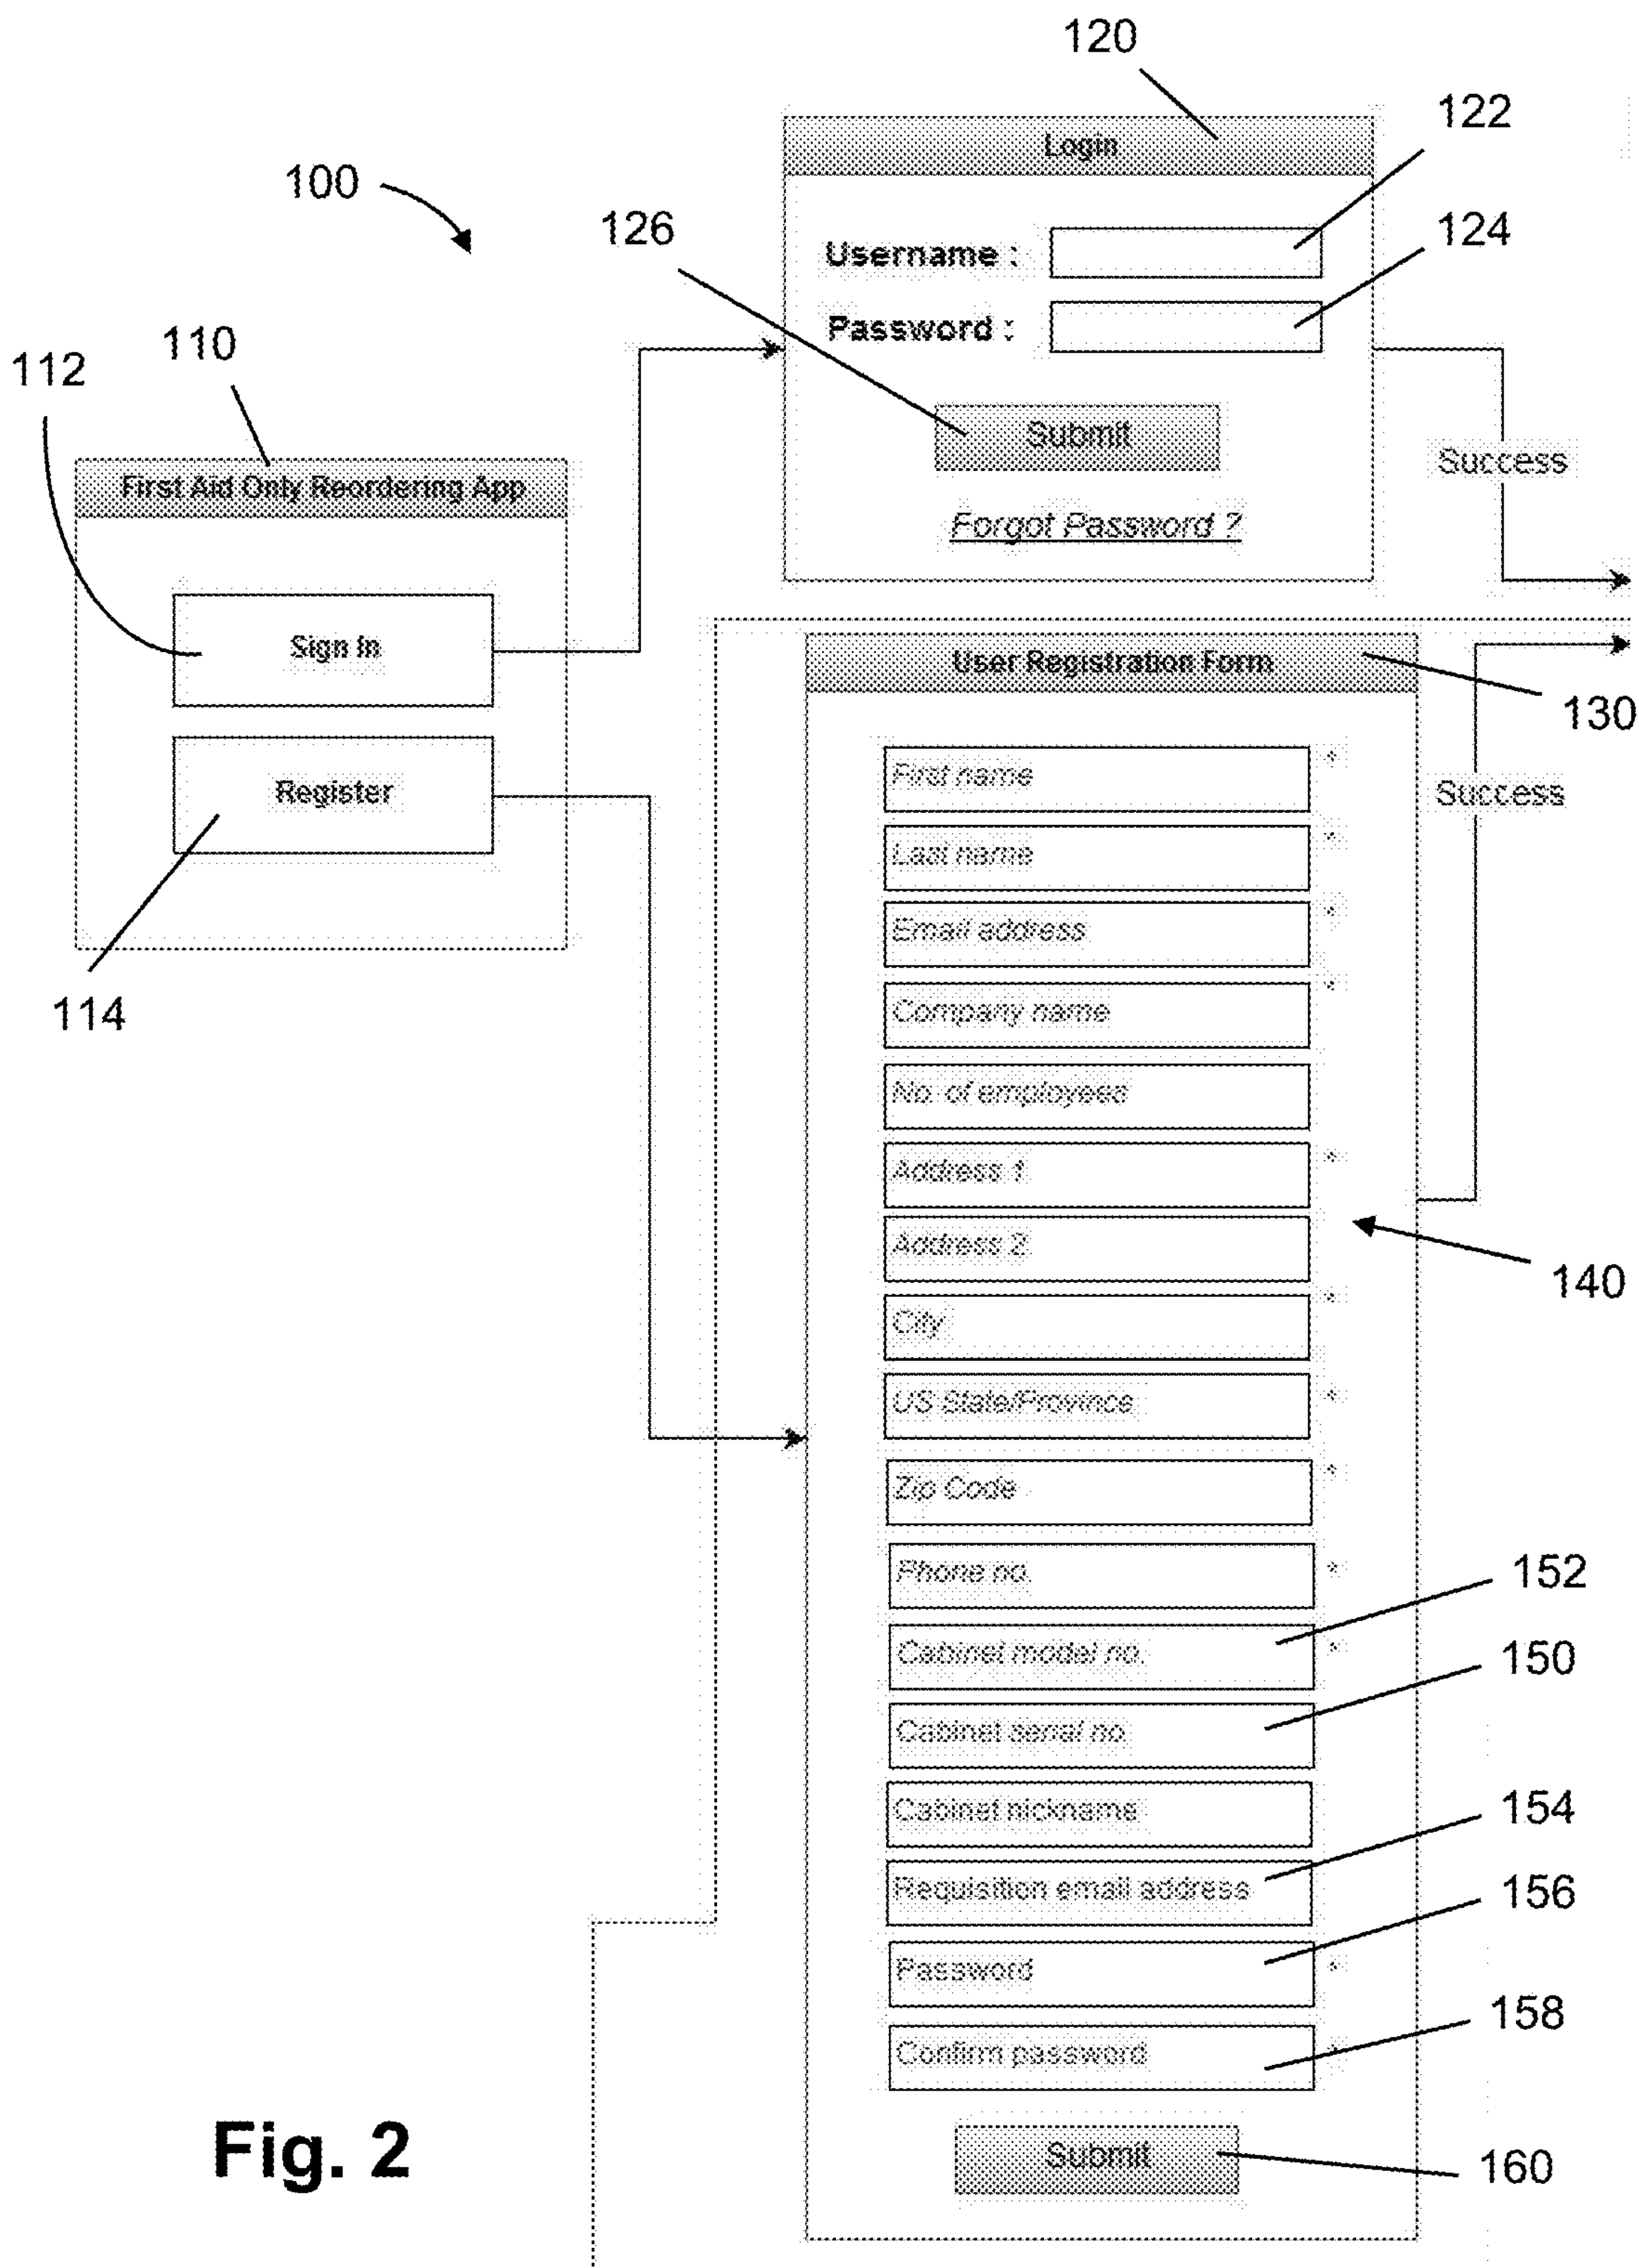 120
122
Login
100
126
Username :
124
Password :
110
112
Submit
Success
First Aid Only Reordering App
Forgot Password ?
Sign In
User Registration Form
130
Register
First name *
Success
Last name *
Email address *
114
Company name *
No. of employees
Address 1 *
Address 2
140
City *
US State/Province *
Zip Code *
Phone no. *
152
Cabinet model no. *
150
Cabinet serial no.
Cabinet nickname
154
Requisition email address
156
Password *
158
Confirm password *
Fig. 2
Submit
160